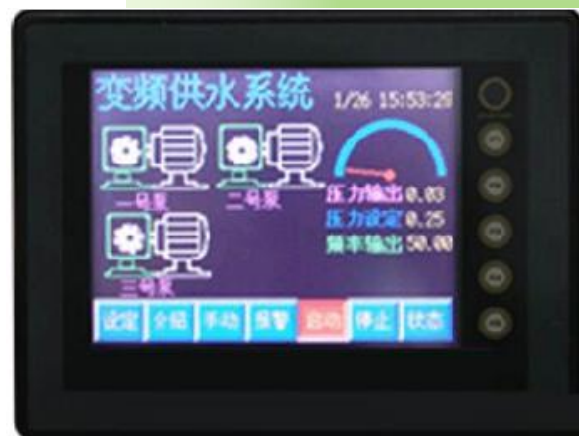 变频供水系统 1/26 15:53:28
一号泵 二号泵
压力输出 0.03
压力设定 0.25
频率输出 50.00
三号泵
设定 介绍 手动 报警 启动 停止 状态